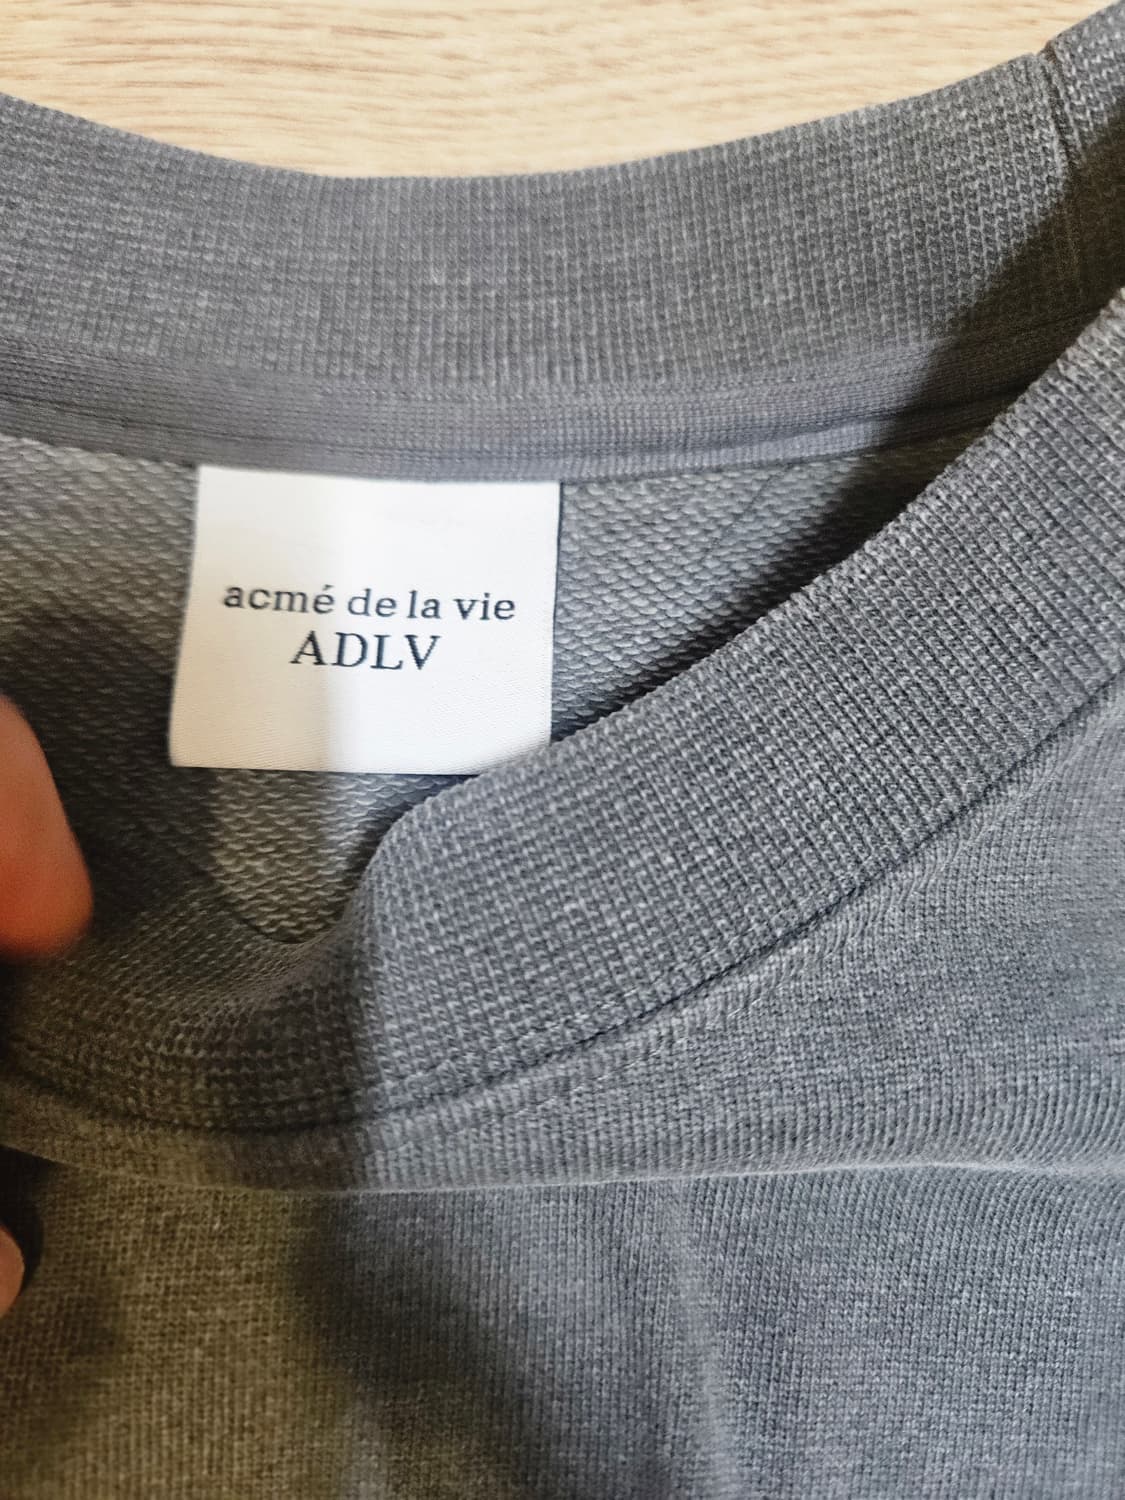 acmé de la vie
ADLV